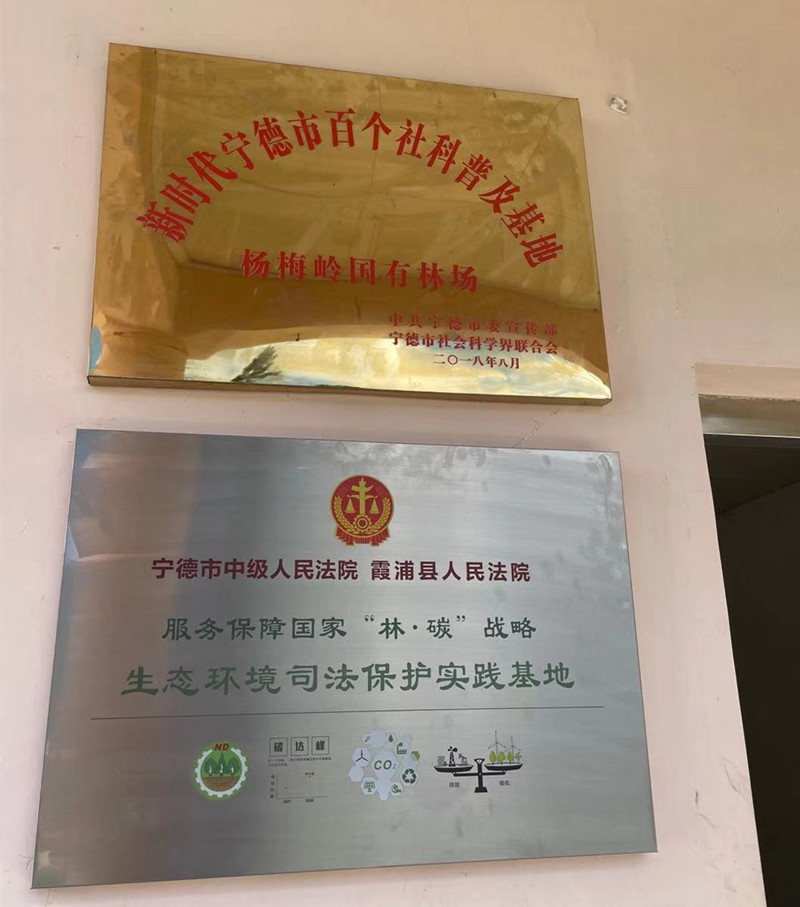 新时代宁德市百个社科普及基地
杨梅岭国有林场
中共宁德市委宣传部
宁德市社会科学界联合会
二〇一八年八月
宁德市中级人民法院 霞浦县人民法院
服务保障国家“林·碳”战略
生态环境司法保护实践基地
ND
碳达峰
CO₂